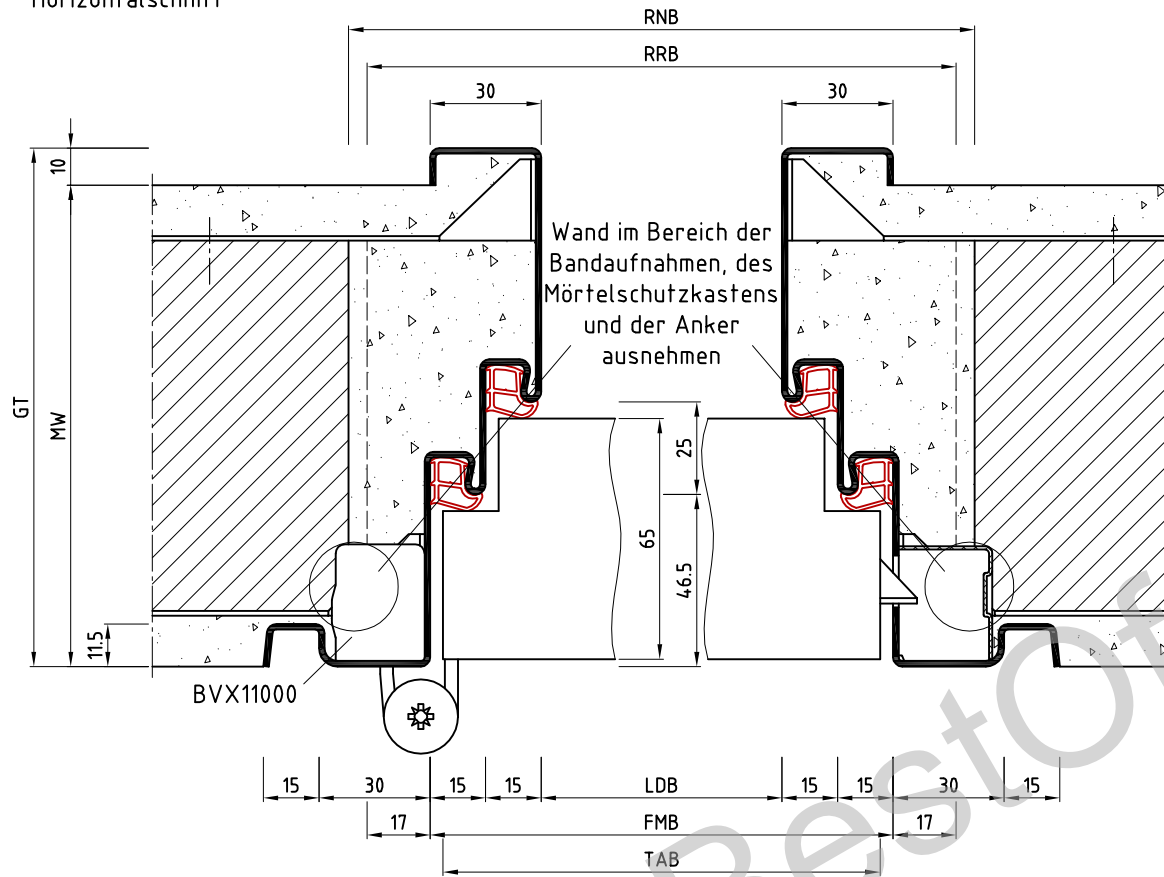 Horizontalschnitt
RNB
RRB
30
30
10
GT
MW
Wand im Bereich der
Bandaufnahmen, des
Mörtelschutzkastens
und der Anker
ausnehmen
25
65
46.5
11.5
BVX11000
15
30
15
15
LDB
15
15
30
15
17
FMB
17
TAB
BestOf